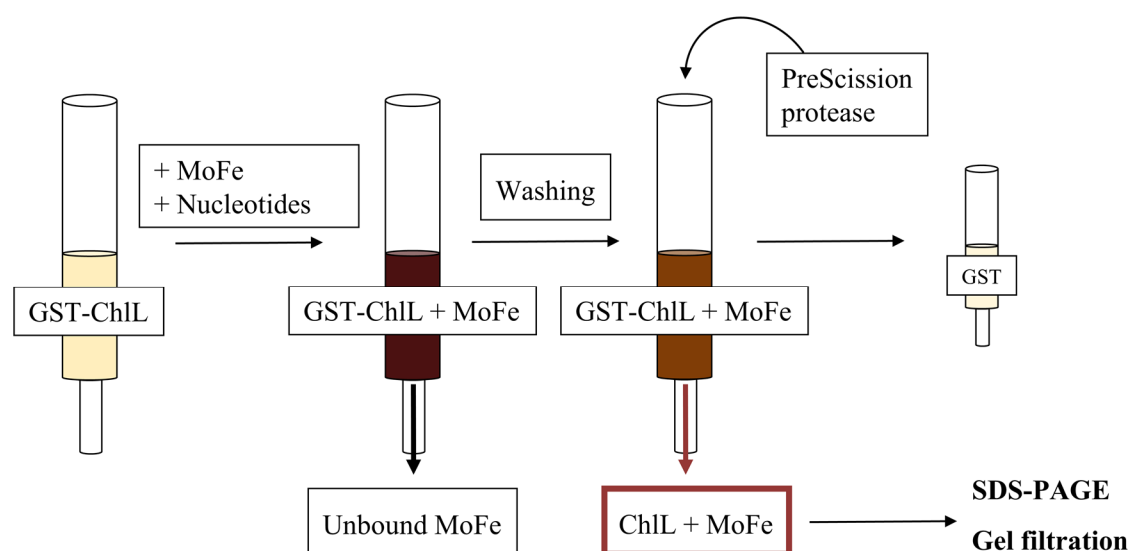 PreScission
protease
+ MoFe
+ Nucleotides
Washing
GST-ChlL
GST-ChlL + MoFe
GST-ChlL + MoFe
GST
Unbound MoFe
ChlL + MoFe
SDS-PAGE
Gel filtration